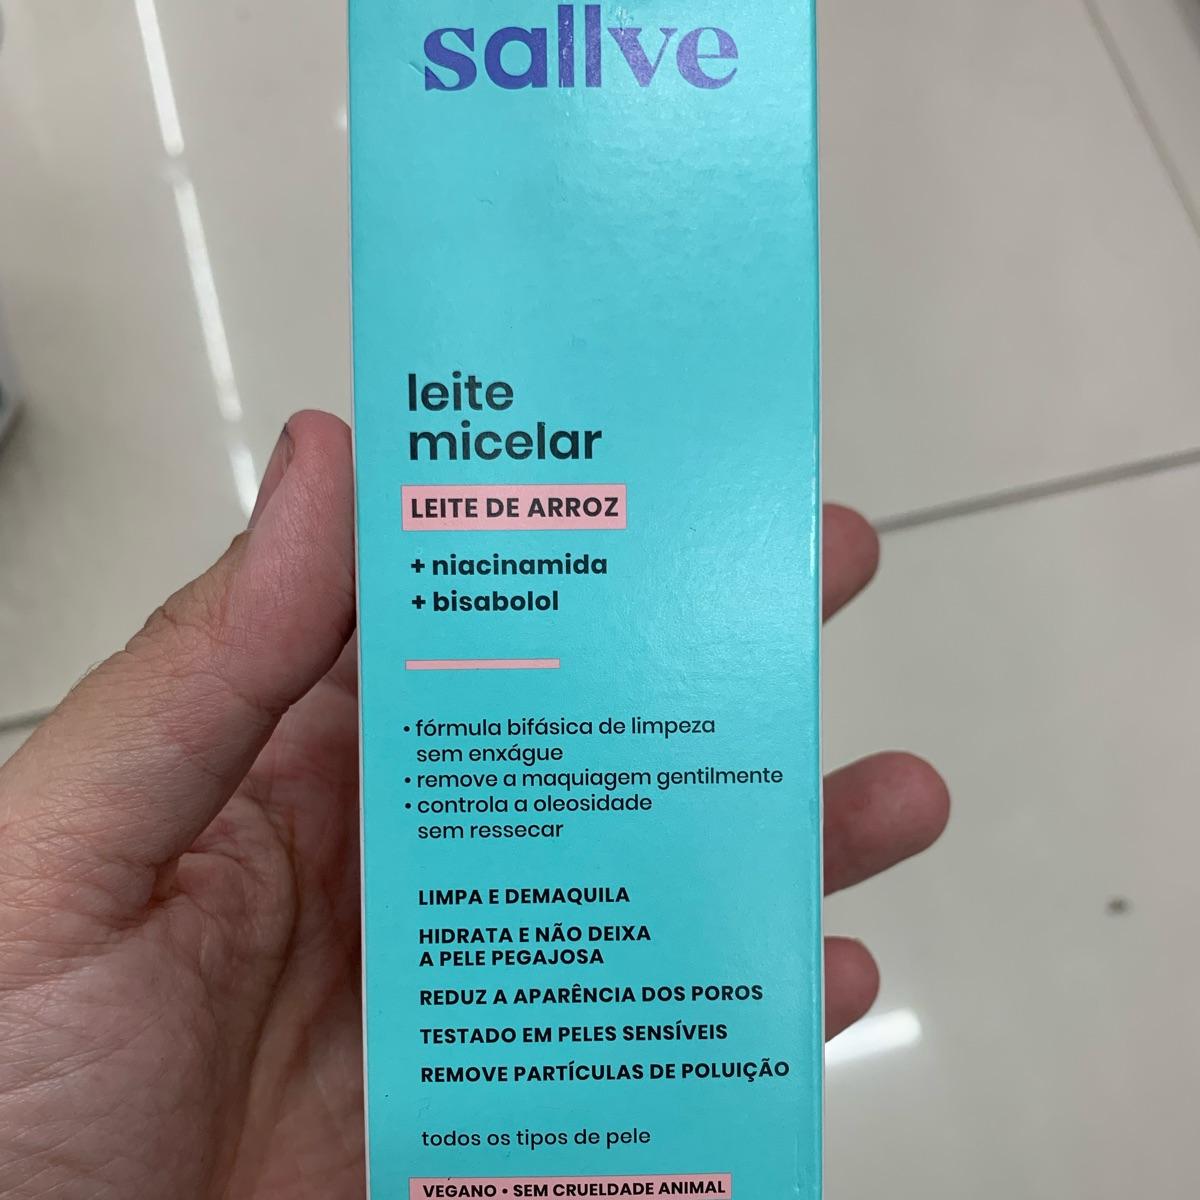 sallve
leite
micelar
LEITE DE ARROZ
+ niacinamida
+ bisabolol
• fórmula bifásica de limpeza
sem enxágue
• remove a maquiagem gentilmente
• controla a oleosidade
sem ressecar
LIMPA E DEMAQUILA
HIDRATA E NÃO DEIXA
A PELE PEGAJOSA
REDUZ A APARÊNCIA DOS POROS
TESTADO EM PELES SENSÍVEIS
REMOVE PARTÍCULAS DE POLUIÇÃO
todos os tipos de pele
VEGANO • SEM CRUELDADE ANIMAL